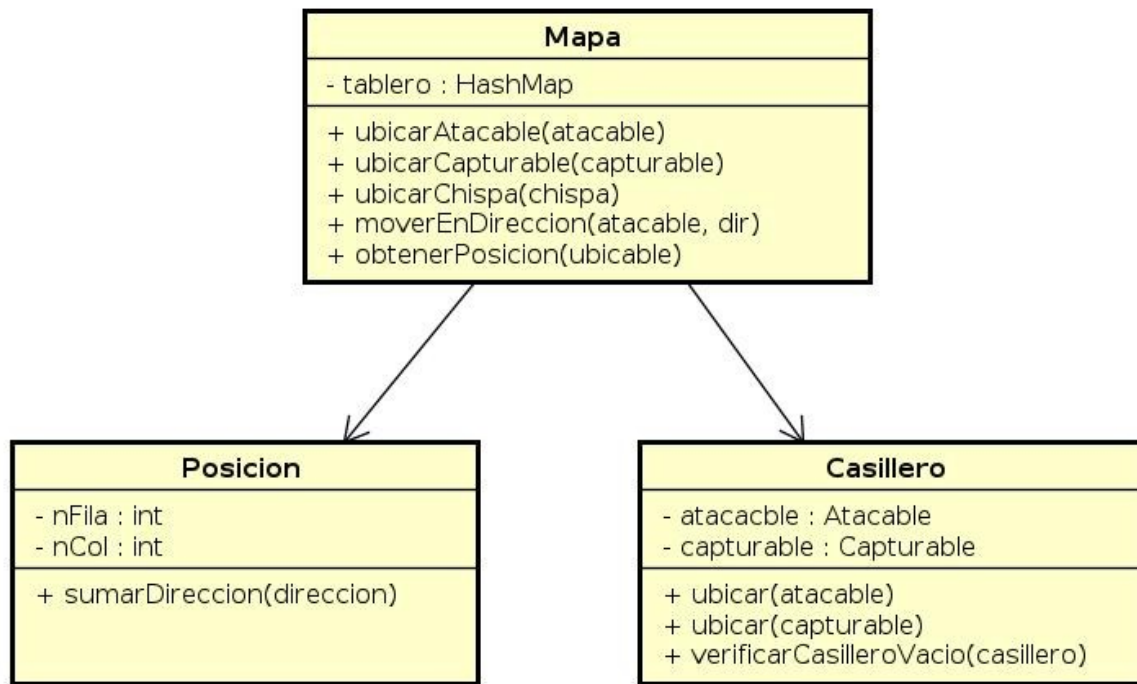 Mapa
- tablero : HashMap
+ ubicarAtacable(atacable)
+ ubicarCapturable(capturable)
+ ubicarChispa(chispa)
+ moverEnDireccion(atacable, dir)
+ obtenerPosicion(ubicable)
Posicion
- nFila : int
- nCol : int
+ sumarDireccion(direccion)
Casillero
- atacacble : Atacable
- capturable : Capturable
+ ubicar(atacable)
+ ubicar(capturable)
+ verificarCasilleroVacio(casillero)